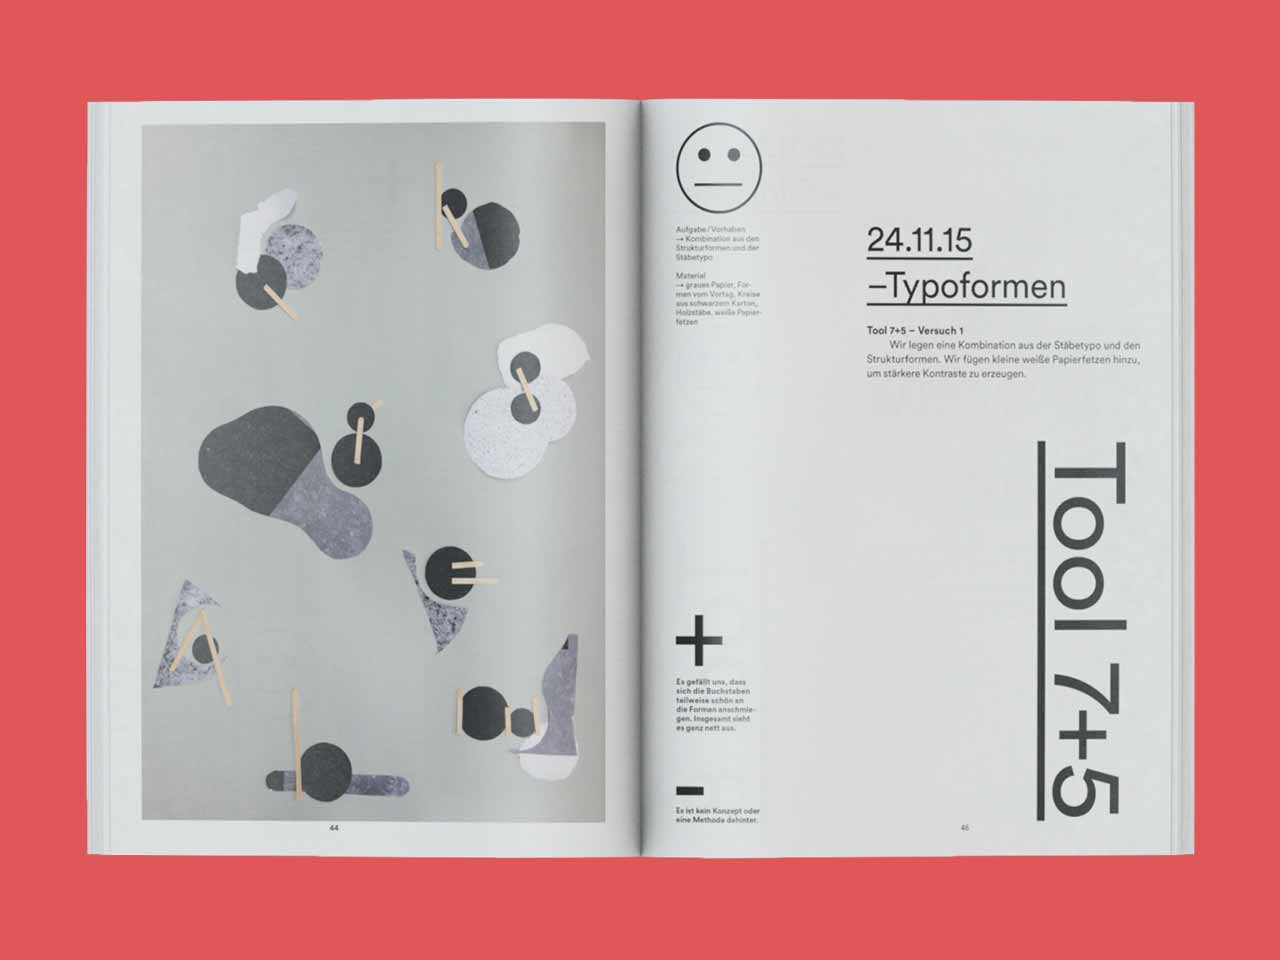 44
Aufgabe/Vorhaben
→ Kombination aus den
Strukturformen und der
Stäbetypo
Material
→ graues Papier, For-
men vom Vortag, Kreise
aus schwarzem Karton,
Holzstäbe, weiße Papier-
fetzen
Es gefällt uns, dass
sich die Buchstaben
teilweise schön an
die Formen anschmie-
gen. Insgesamt sieht
es ganz nett aus.
Es ist kein Konzept oder
eine Methode dahinter.
24.11.15
–Typoformen
Tool 7+5 – Versuch 1
Wir legen eine Kombination aus der Stäbetypo und den
Strukturformen. Wir fügen kleine weiße Papierfetzen hinzu,
um stärkere Kontraste zu erzeugen.
Tool 7+5
45